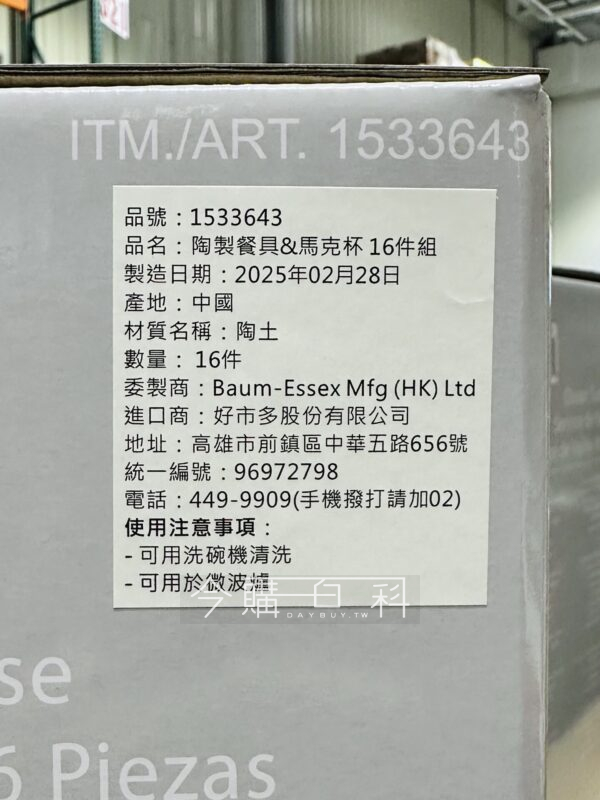 ITM./ART. 1533643
品號：1533643
品名：陶製餐具&馬克杯 16件組
製造日期：2025年02月28日
產地：中國
材質名稱：陶土
數量： 16件
委製商：Baum-Essex Mfg (HK) Ltd
進口商：好市多股份有限公司
地址：高雄市前鎮區中華五路656號
統一編號：96972798
電話：449-9909(手機撥打請加02)
使用注意事項：
- 可用洗碗機清洗
- 可用於微波爐
今購百科
DAYBUY.TW
se
6 Piezas